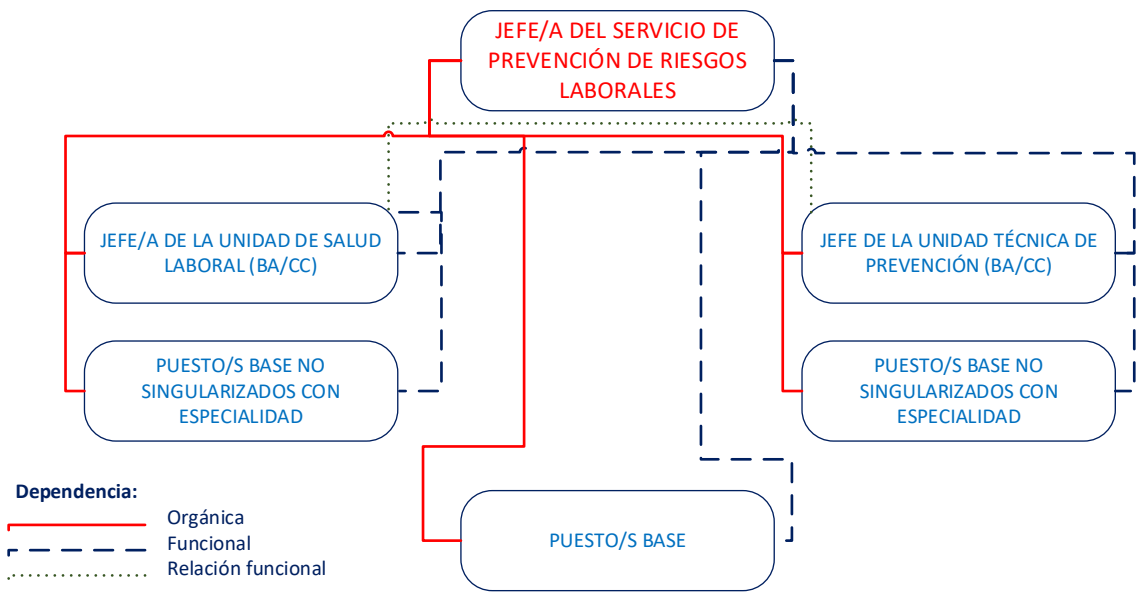 JEFE/A DEL SERVICIO DE
PREVENCIÓN DE RIESGOS
LABORALES
JEFE/A DE LA UNIDAD DE SALUD
LABORAL (BA/CC)
JEFE DE LA UNIDAD TÉCNICA DE
PREVENCIÓN (BA/CC)
PUESTO/S BASE NO
SINGULARIZADOS CON
ESPECIALIDAD
PUESTO/S BASE NO
SINGULARIZADOS CON
ESPECIALIDAD
PUESTO/S BASE
Dependencia:
Orgánica
Funcional
Relación funcional